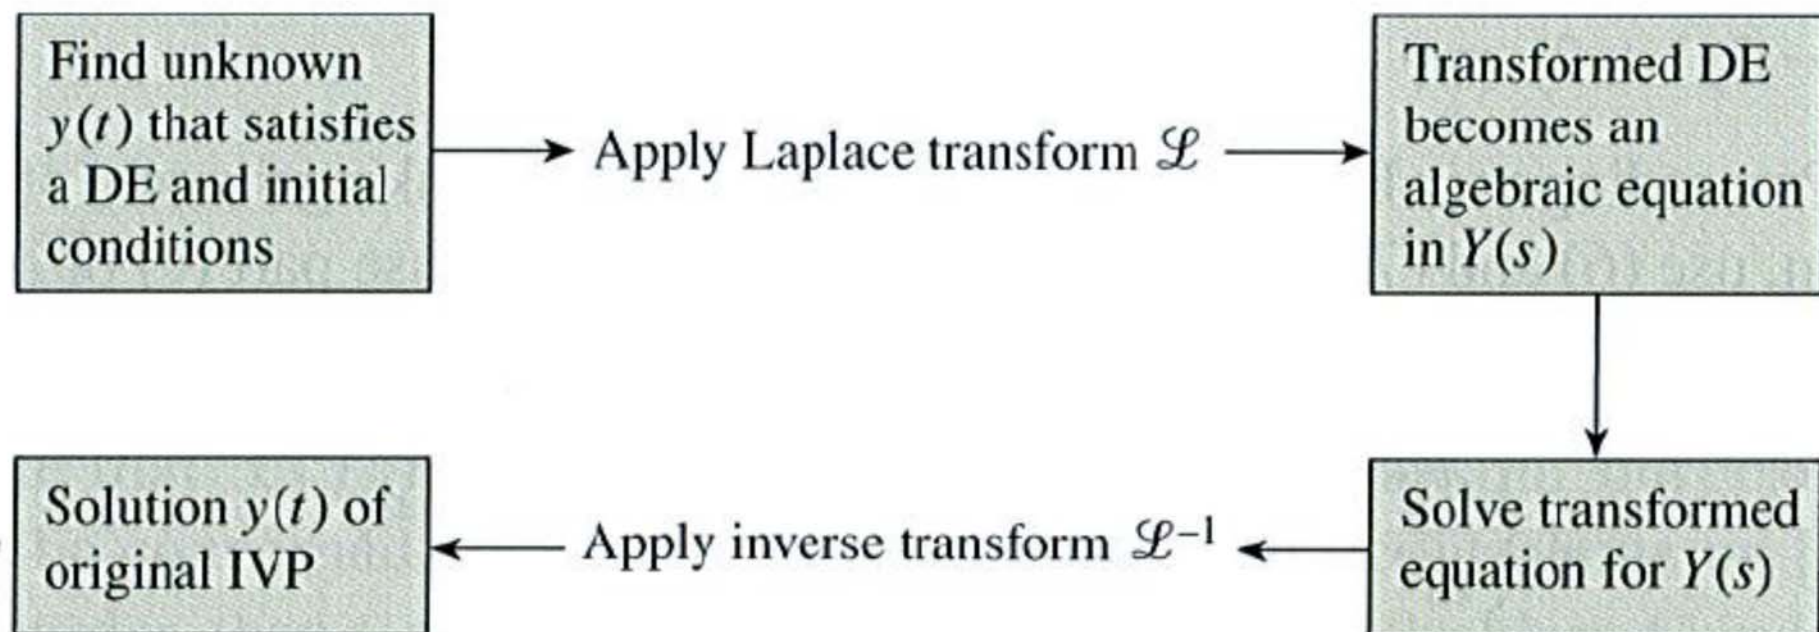 Find unknown
y(t) that satisfies
a DE and initial
conditions
Apply Laplace transform ℒ
Transformed DE
becomes an
algebraic equation
in Y(s)
Solve transformed
equation for Y(s)
Apply inverse transform ℒ⁻¹
Solution y(t) of
original IVP